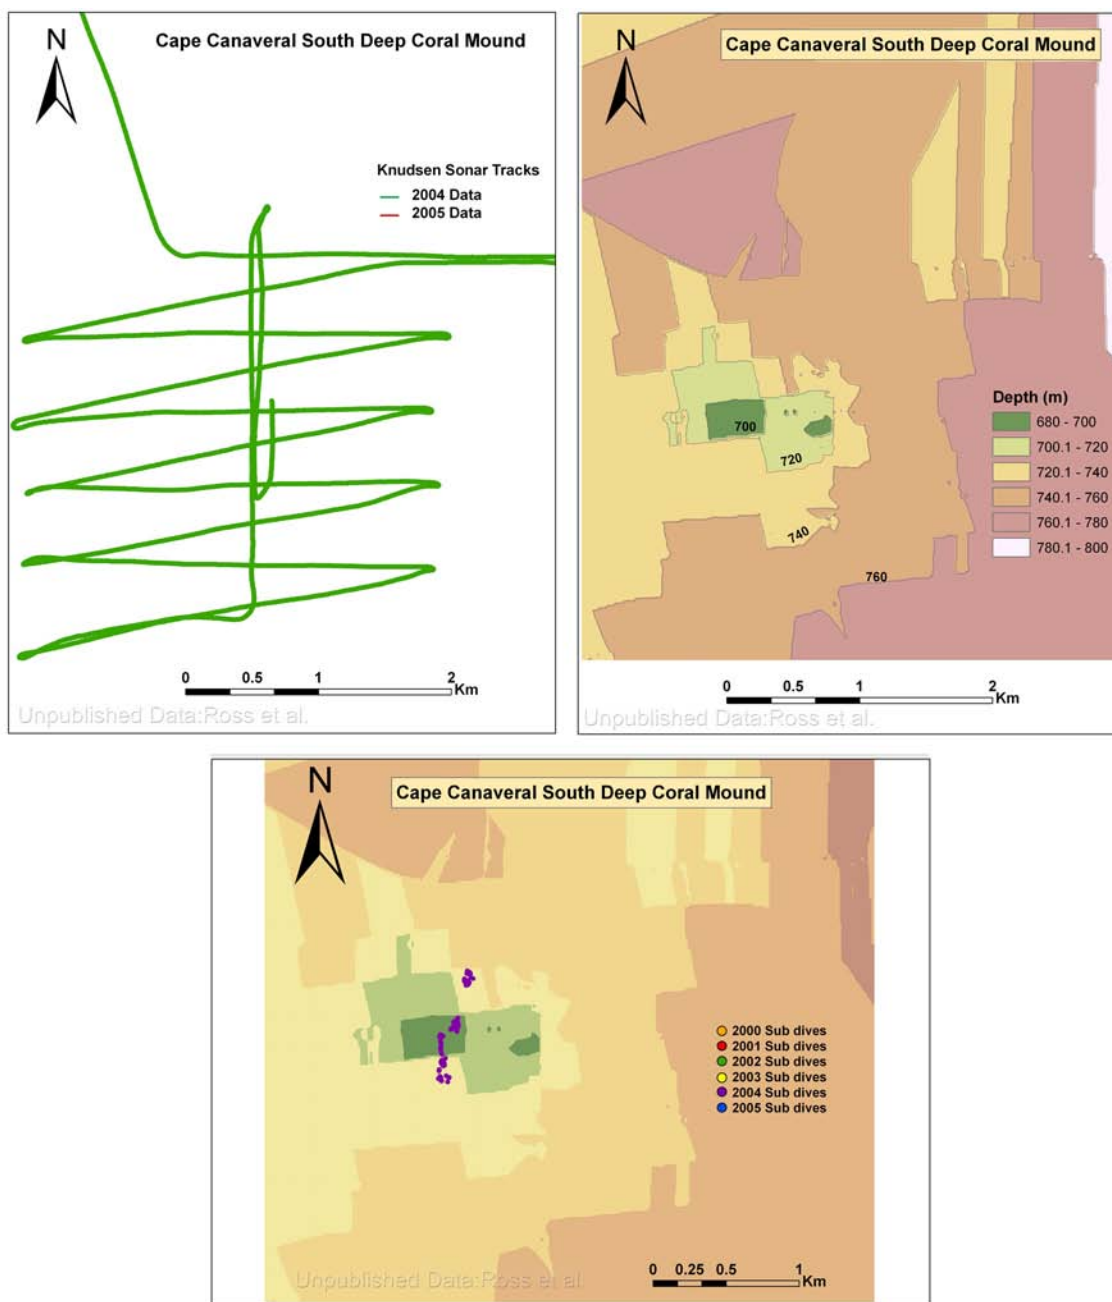 N
Cape Canaveral South Deep Coral Mound
Knudsen Sonar Tracks
2004 Data
2005 Data
0 0.5 1 2
Km
Unpublished Data:Ross et al.
Cape Canaveral South Deep Coral Mound
N
Depth (m)
680 - 700
700.1 - 720
720.1 - 740
740.1 - 760
760.1 - 780
780.1 - 800
700
720
740
760
0 0.5 1 2
Km
Unpublished Data:Ross et al.
N
Cape Canaveral South Deep Coral Mound
2000 Sub dives
2001 Sub dives
2002 Sub dives
2003 Sub dives
2004 Sub dives
2005 Sub dives
0 0.25 0.5 1
Km
Unpublished Data:Ross et al.